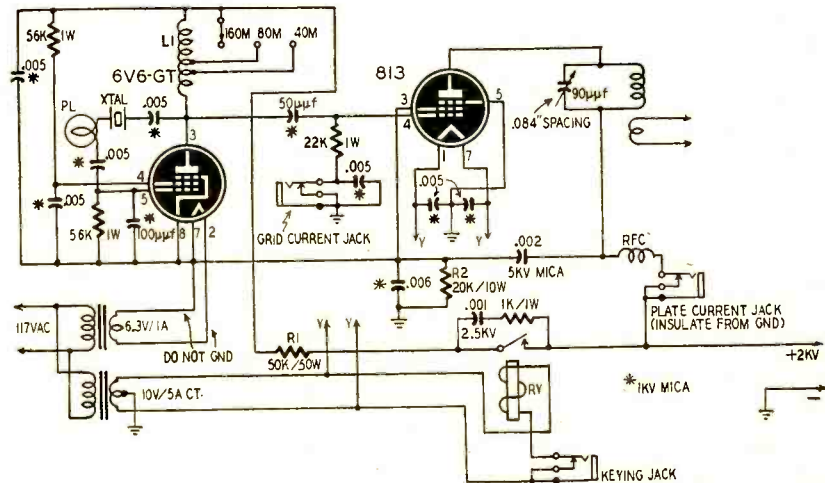 56K
1W
.005
*
PL
XTAL
.005
*
L1
6V6-GT
160M
80M
40M
3
50μμf
*
22K
1W
.005
*
GRID CURRENT JACK
813
3
4
5
1
7
.005
*
*
Y
Y
90μμf
.084" SPACING
*
.005
*
.005
56K
1W
4
5
*
100μμf
8
7
2
.002
5KV MICA
RFC
PLATE CURRENT JACK
(INSULATE FROM GND)
*
.006
R2
20K/10W
117VAC
6.3V/1A
DO NOT GND
10V/5A CT.
R1
50K/50W
Y
Y
.001
2.5KV
1K/1W
+2KV
RY
*1KV MICA
-
KEYING JACK